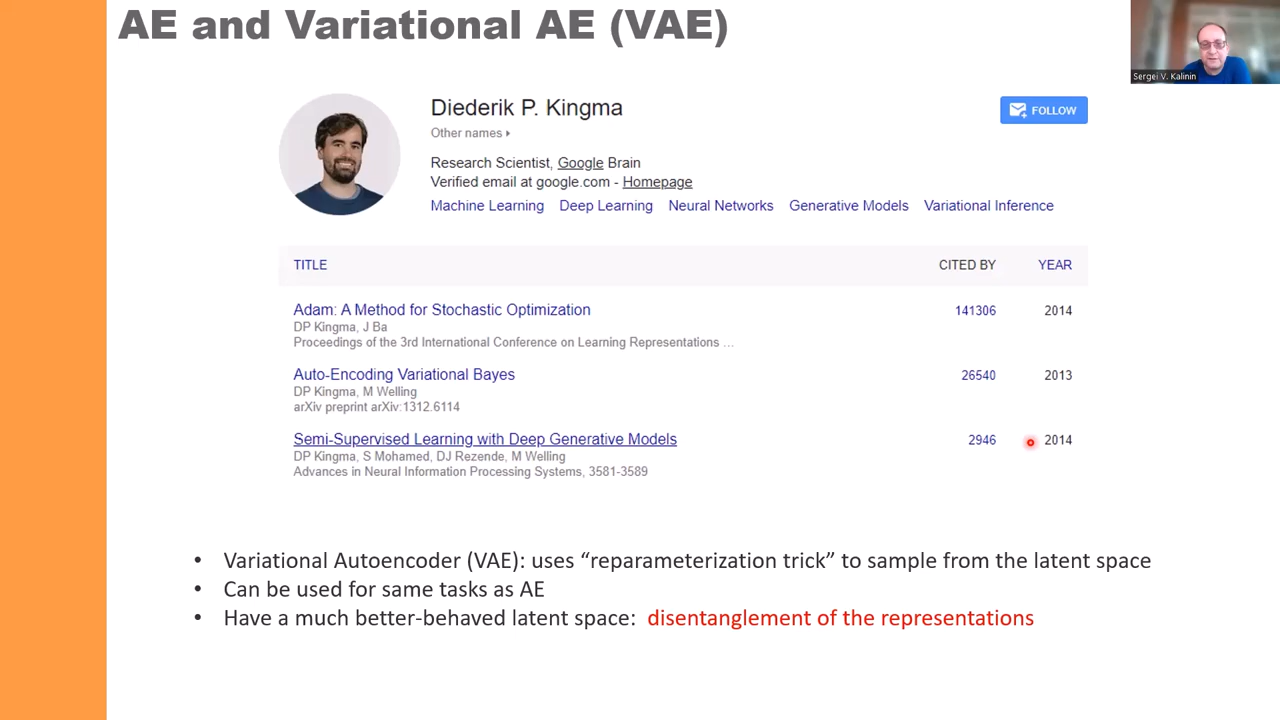 AE and Variational AE (VAE)
Sergei V. Kalinin
Diederik P. Kingma
FOLLOW
Other names
Research Scientist, Google Brain
Verified email at google.com - Homepage
Machine Learning Deep Learning Neural Networks Generative Models Variational Inference
TITLE CITED BY YEAR
Adam: A Method for Stochastic Optimization 141306 2014
DP Kingma, J Ba
Proceedings of the 3rd International Conference on Learning Representations ...
Auto-Encoding Variational Bayes 26540 2013
DP Kingma, M Welling
arXiv preprint arXiv:1312.6114
Semi-Supervised Learning with Deep Generative Models 2946 2014
DP Kingma, S Mohamed, DJ Rezende, M Welling
Advances in Neural Information Processing Systems, 3581-3589
• Variational Autoencoder (VAE): uses “reparameterization trick” to sample from the latent space
• Can be used for same tasks as AE
• Have a much better-behaved latent space: disentanglement of the representations